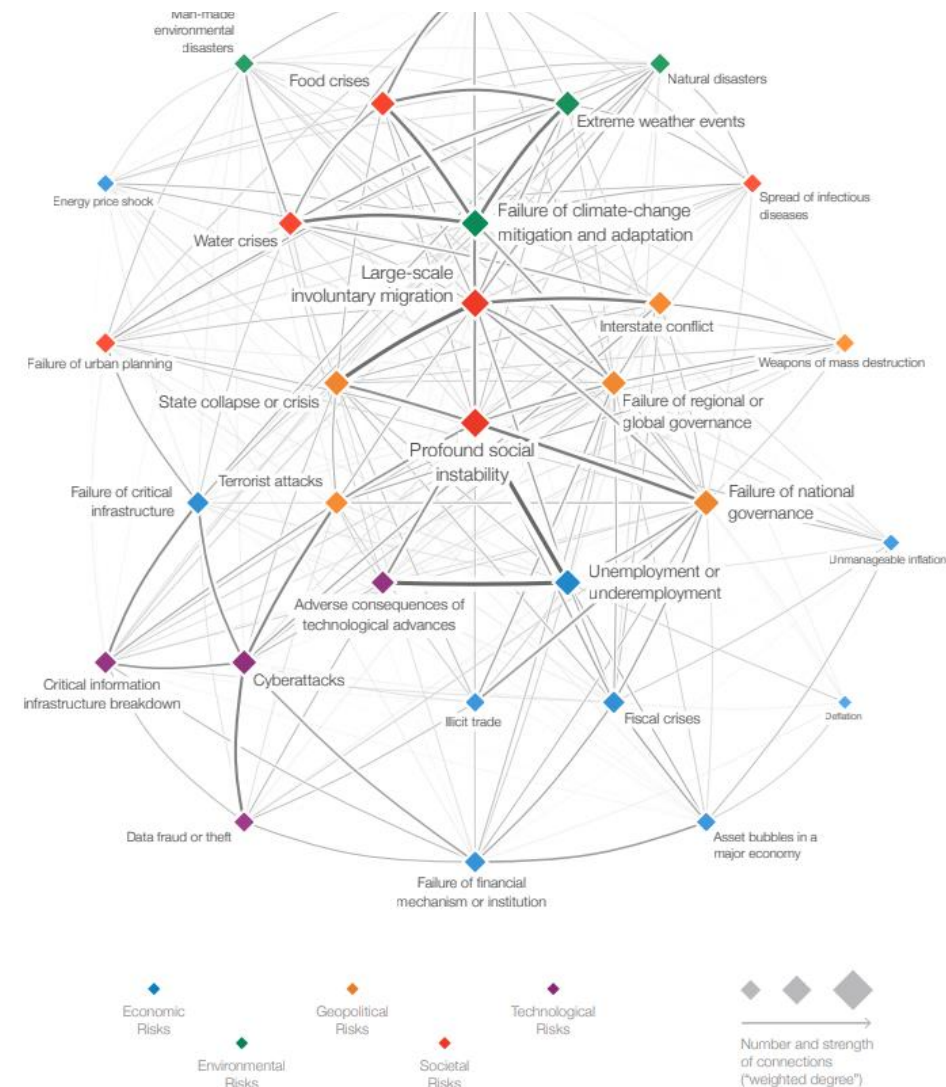 Man-made
environmental
disasters
Food crises
Natural disasters
Extreme weather events
Energy price shock
Spread of infectious
diseases
Failure of climate-change
mitigation and adaptation
Water crises
Large-scale
involuntary migration
Interstate conflict
Failure of urban planning
Weapons of mass destruction
State collapse or crisis
Failure of regional or
global governance
Profound social
instability
Terrorist attacks
Failure of critical
infrastructure
Failure of national
governance
Unmanageable inflation
Unemployment or
underemployment
Adverse consequences of
technological advances
Cyberattacks
Critical information
infrastructure breakdown
Illicit trade
Fiscal crises
Deflation
Data fraud or theft
Asset bubbles in a
major economy
Failure of financial
mechanism or institution
Economic
Risks
Geopolitical
Risks
Technological
Risks
Environmental
Risks
Societal
Risks
Number and strength
of connections
("weighted degree")